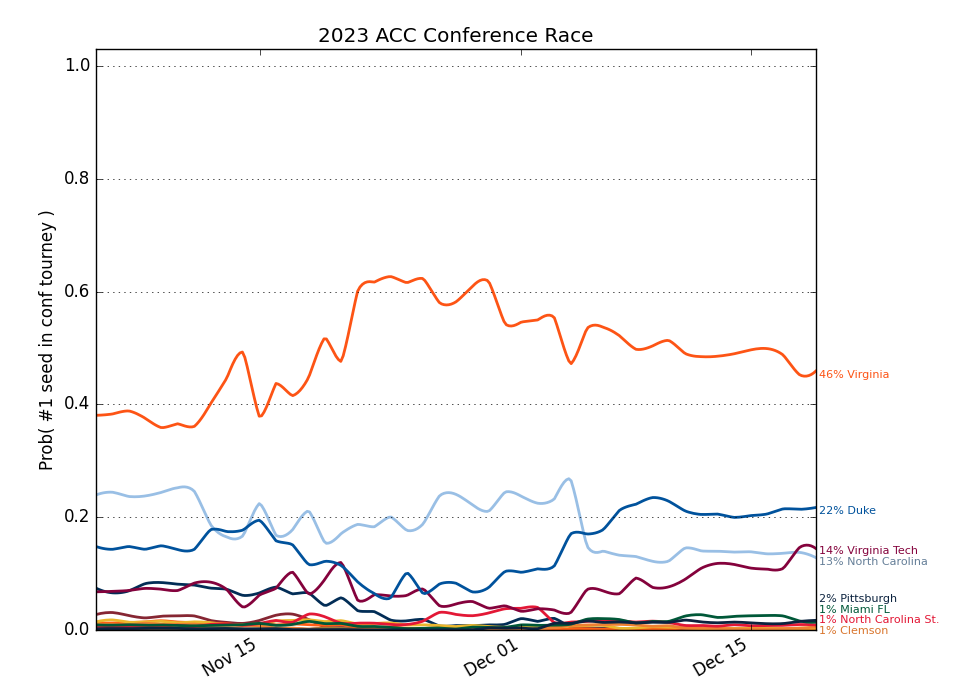 2023 ACC Conference Race
Prob( #1 seed in conf tourney )
1.0
0.8
0.6
0.4
0.2
0.0
Nov 15
Dec 01
Dec 15
46% Virginia
22% Duke
14% Virginia Tech
13% North Carolina
2% Pittsburgh
1% Miami FL
1% North Carolina St.
1% Clemson